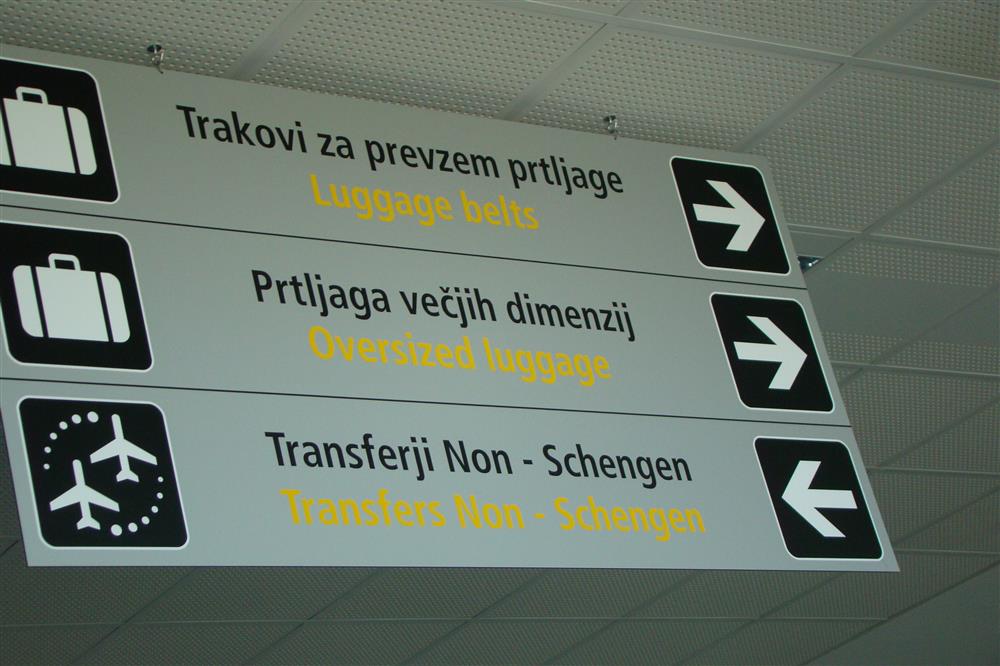 Trakovi za prevzem prtljage
Luggage belts
Prtljaga večjih dimenzij
Oversized luggage
Transferji Non - Schengen
Transfers Non - Schengen